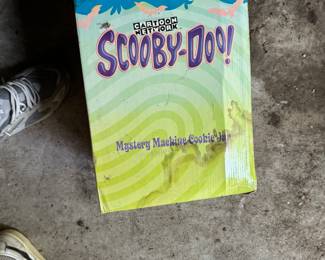 CARTOON
NETWORK
SCOOBY-DOO!
Mystery Machine Cookie Jar